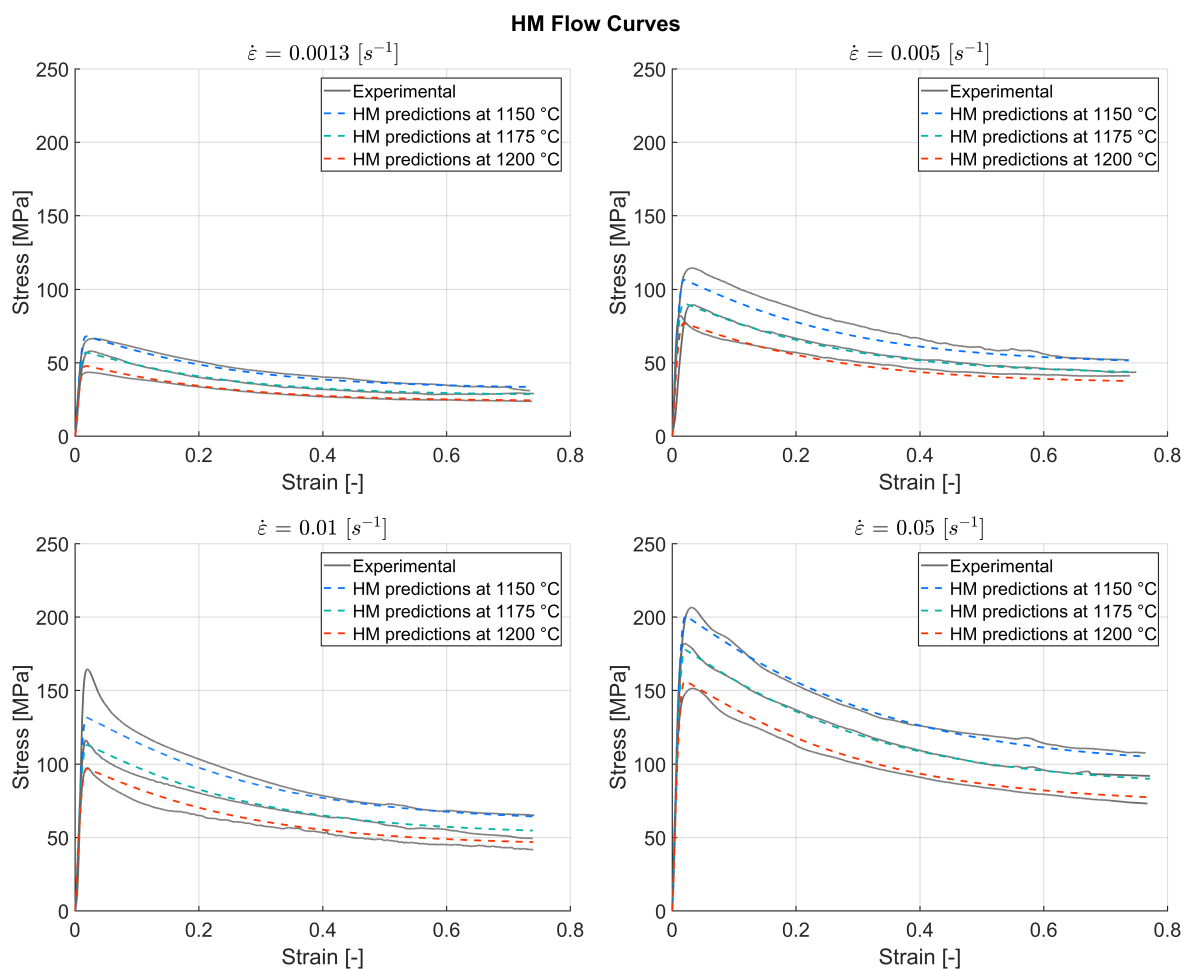 HM Flow Curves
ε̇ = 0.0013 [s⁻¹]
250
200
150
100
50
0
Stress [MPa]
Experimental
HM predictions at 1150 °C
HM predictions at 1175 °C
HM predictions at 1200 °C
0 0.2 0.4 0.6 0.8
Strain [-]
ε̇ = 0.005 [s⁻¹]
250
200
150
100
50
0
Stress [MPa]
Experimental
HM predictions at 1150 °C
HM predictions at 1175 °C
HM predictions at 1200 °C
0 0.2 0.4 0.6 0.8
Strain [-]
ε̇ = 0.01 [s⁻¹]
250
200
150
100
50
0
Stress [MPa]
Experimental
HM predictions at 1150 °C
HM predictions at 1175 °C
HM predictions at 1200 °C
0 0.2 0.4 0.6 0.8
Strain [-]
ε̇ = 0.05 [s⁻¹]
250
200
150
100
50
0
Stress [MPa]
Experimental
HM predictions at 1150 °C
HM predictions at 1175 °C
HM predictions at 1200 °C
0 0.2 0.4 0.6 0.8
Strain [-]